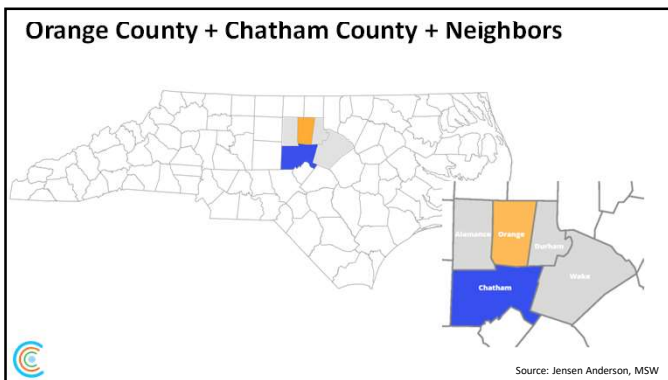 Orange County + Chatham County + Neighbors
Alamance
Orange
Durham
Wake
Chatham
Source: Jensen Anderson, MSW